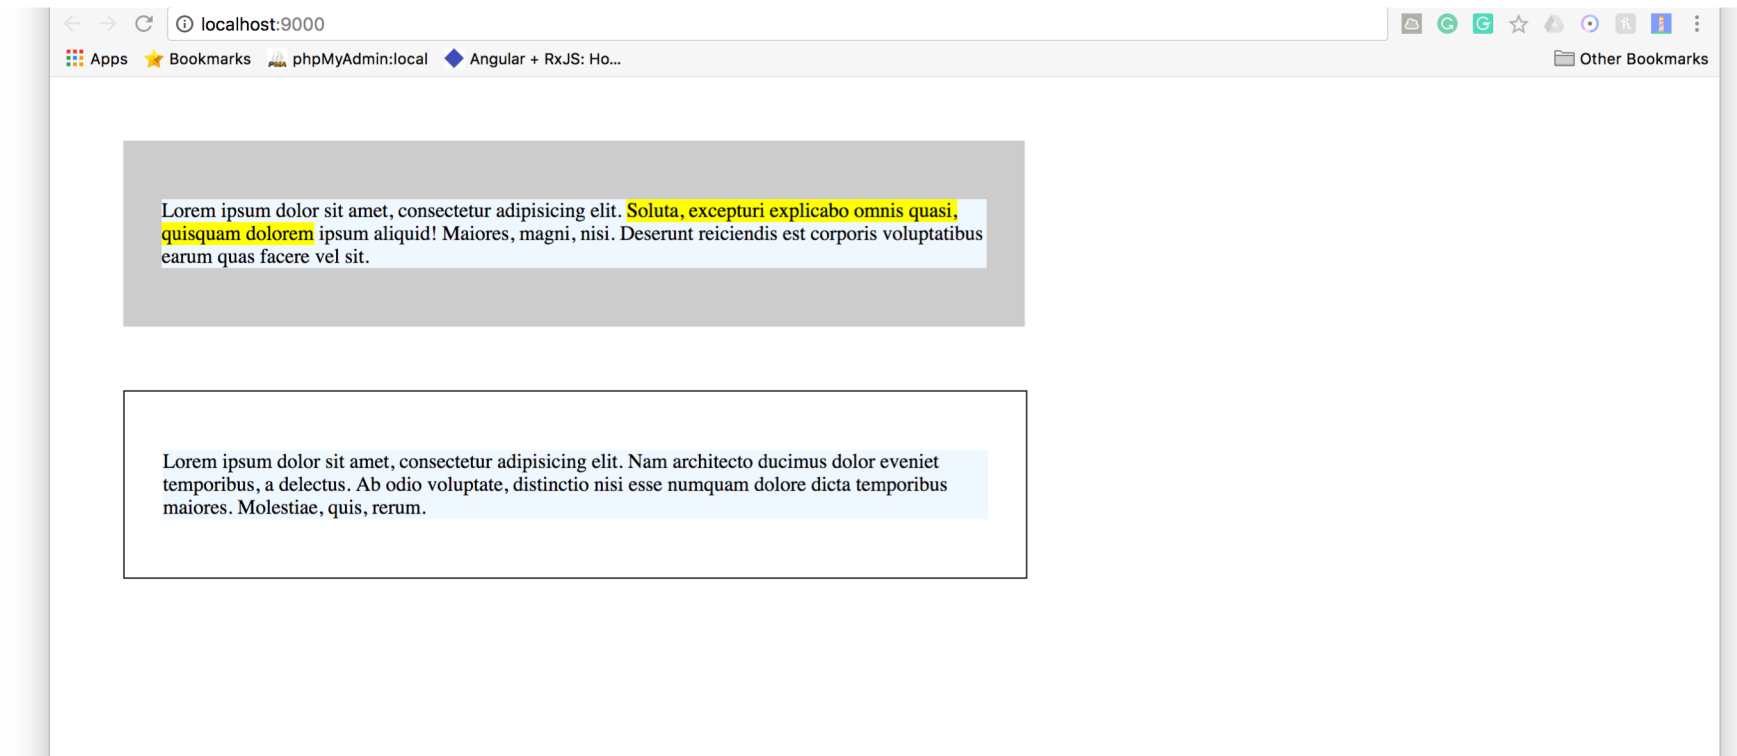 localhost:9000
Apps Bookmarks phpMyAdmin:local Angular + RxJS: Ho... Other Bookmarks
Lorem ipsum dolor sit amet, consectetur adipisicing elit. Soluta, excepturi explicabo omnis quasi,
quisquam dolorem ipsum aliquid! Maiores, magni, nisi. Deserunt reiciendis est corporis voluptatibus
earum quas facere vel sit.
Lorem ipsum dolor sit amet, consectetur adipisicing elit. Nam architecto ducimus dolor eveniet
temporibus, a delectus. Ab odio voluptate, distinctio nisi esse numquam dolore dicta temporibus
maiores. Molestiae, quis, rerum.